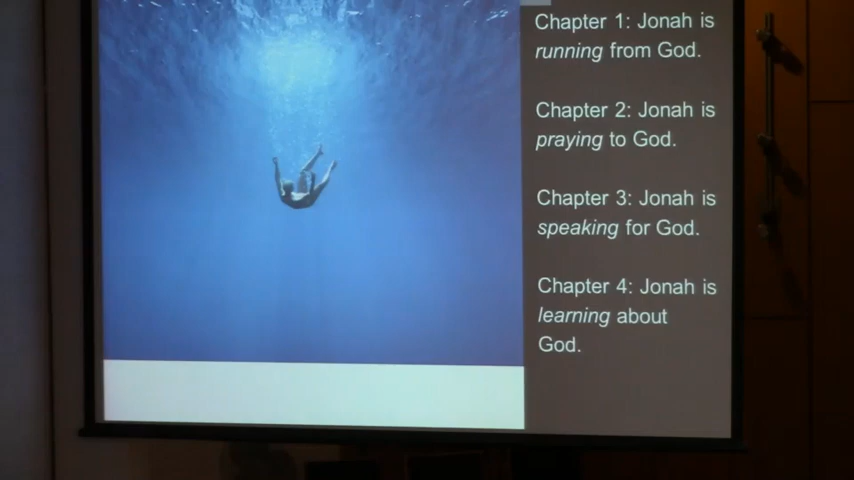 Chapter 1: Jonah is
running from God.
Chapter 2: Jonah is
praying to God.
Chapter 3: Jonah is
speaking for God.
Chapter 4: Jonah is
learning about
God.